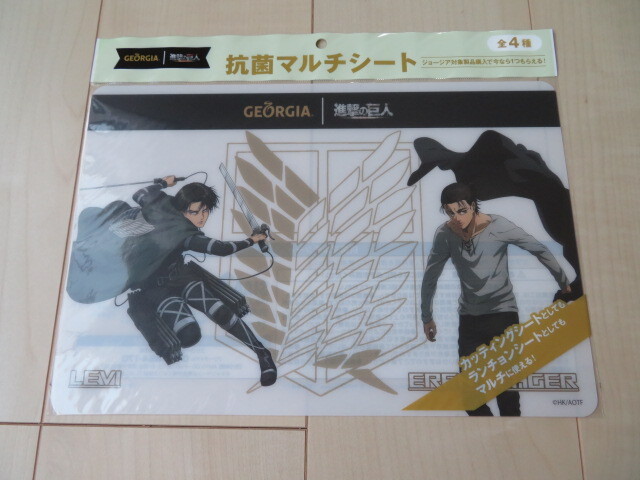 GEORGIA
進撃の巨人
抗菌マルチシート
全4種
ジョージア対象製品購入で今なら1つもらえる!
GEORGIA
進撃の巨人
LEVI
カッティングシートとしても
ランチョンシートとしても
マルチに使える!
©HK/AOTF